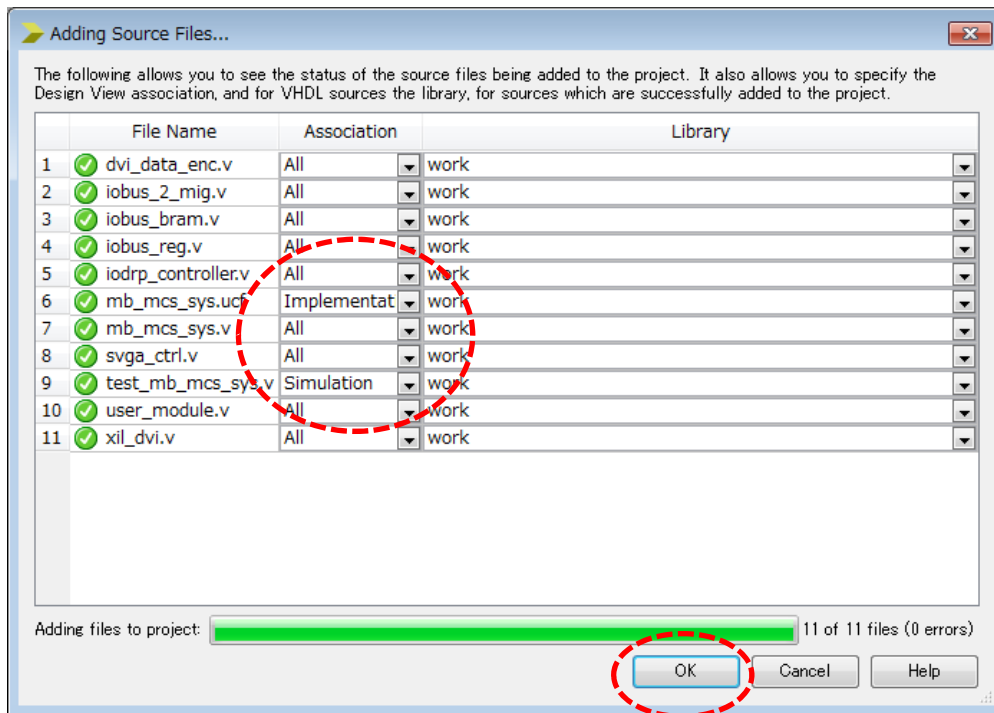 Adding Source Files...
The following allows you to see the status of the source files being added to the project. It also allows you to specify the
Design View association, and for VHDL sources the library, for sources which are successfully added to the project.
File Name Association Library
1 dvi_data_enc.v All work
2 iobus_2_mig.v All work
3 iobus_bram.v All work
4 iobus_reg.v All work
5 iodrp_controller.v All work
6 mb_mcs_sys.ucf Implementat work
7 mb_mcs_sys.v All work
8 svga_ctrl.v All work
9 test_mb_mcs_sys.v Simulation work
10 user_module.v All work
11 xil_dvi.v All work
Adding files to project: 11 of 11 files (0 errors)
OK Cancel Help